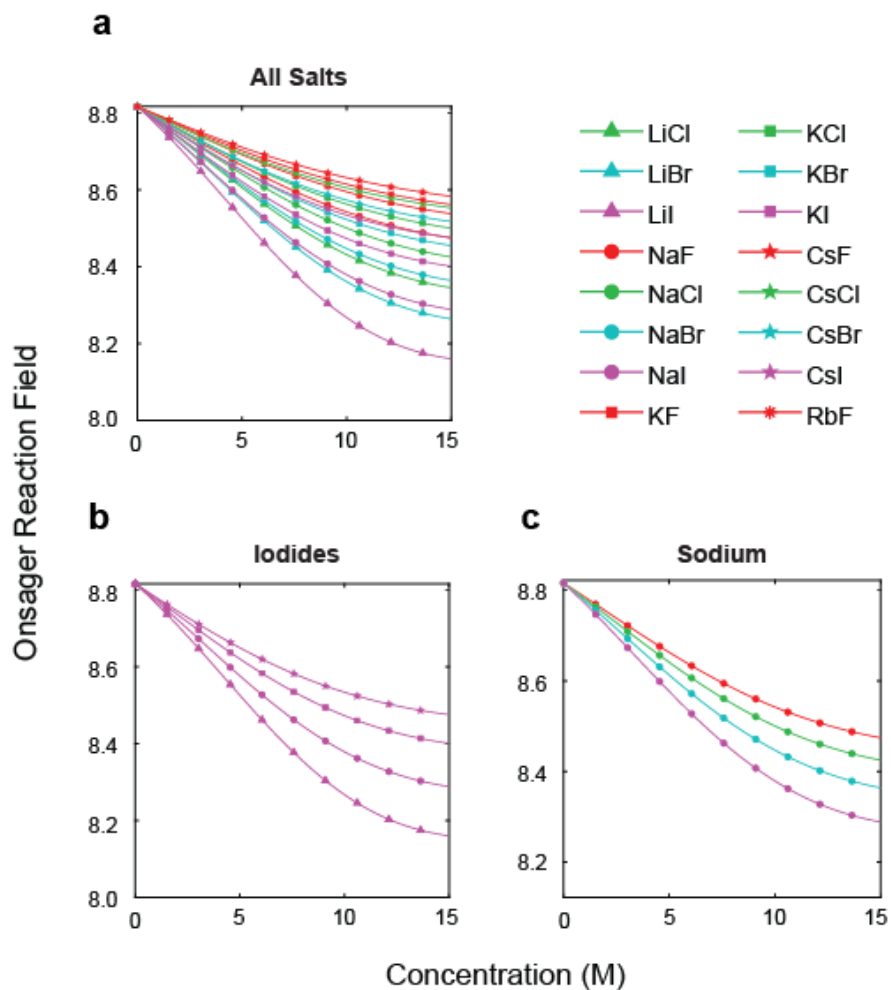 a
All Salts
8.8
8.6
8.4
8.2
8.0
0
5
10
15
LiCl
LiBr
LiI
NaF
NaCl
NaBr
NaI
KF
KCl
KBr
KI
CsF
CsCl
CsBr
CsI
RbF
Onsager Reaction Field
b
Iodides
8.8
8.6
8.4
8.2
8.0
0
5
10
15
c
Sodium
8.8
8.6
8.4
8.2
0
5
10
15
Concentration (M)